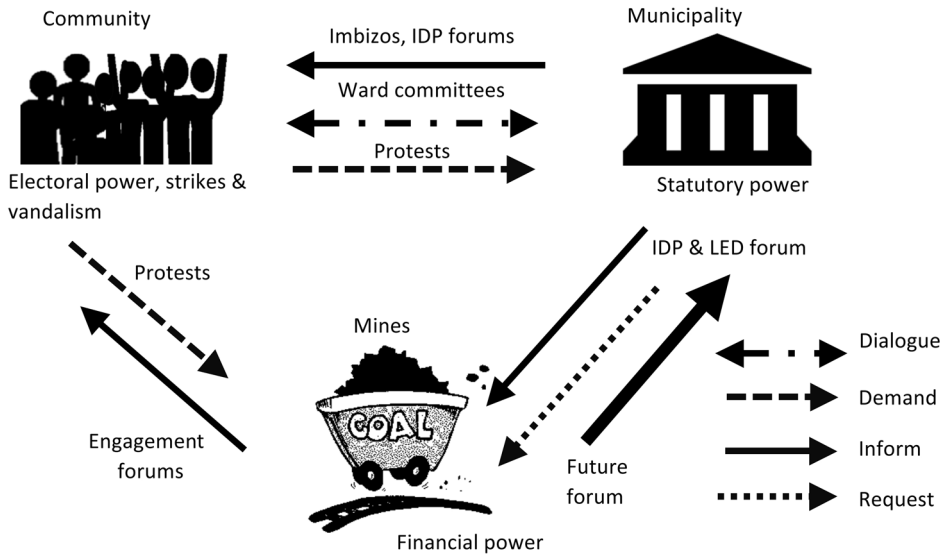 Community
Municipality
Imbizos, IDP forums
Ward committees
Protests
Electoral power, strikes &
vandalism
Statutory power
Protests
IDP & LED forum
Mines
COAL
Engagement
forums
Future
forum
Financial power
Dialogue
Demand
Inform
Request